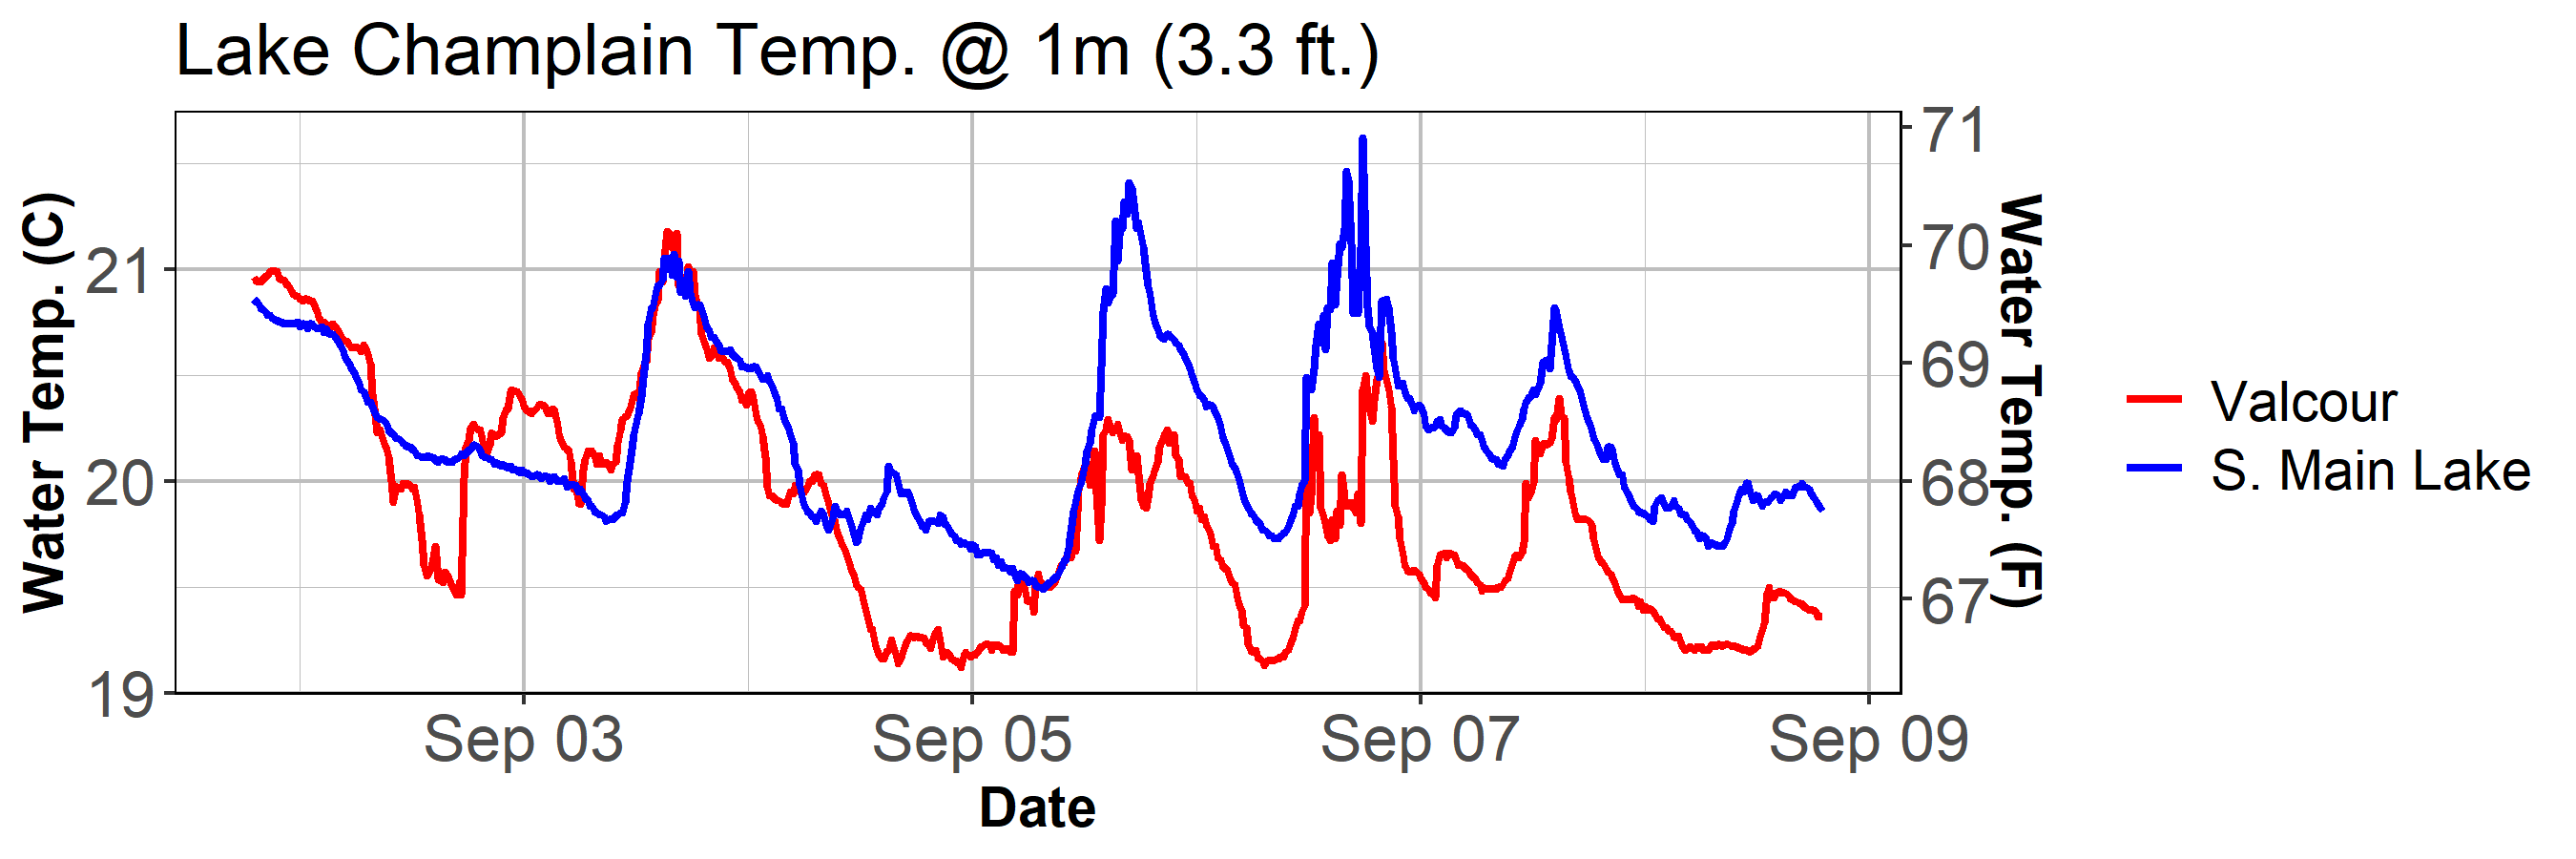 Lake Champlain Temp. @ 1m (3.3 ft.)
Water Temp. (C)
21
20
19
71
70
69
68
67
Water Temp. (F)
Sep 03
Sep 05
Sep 07
Sep 09
Date
Valcour
S. Main Lake